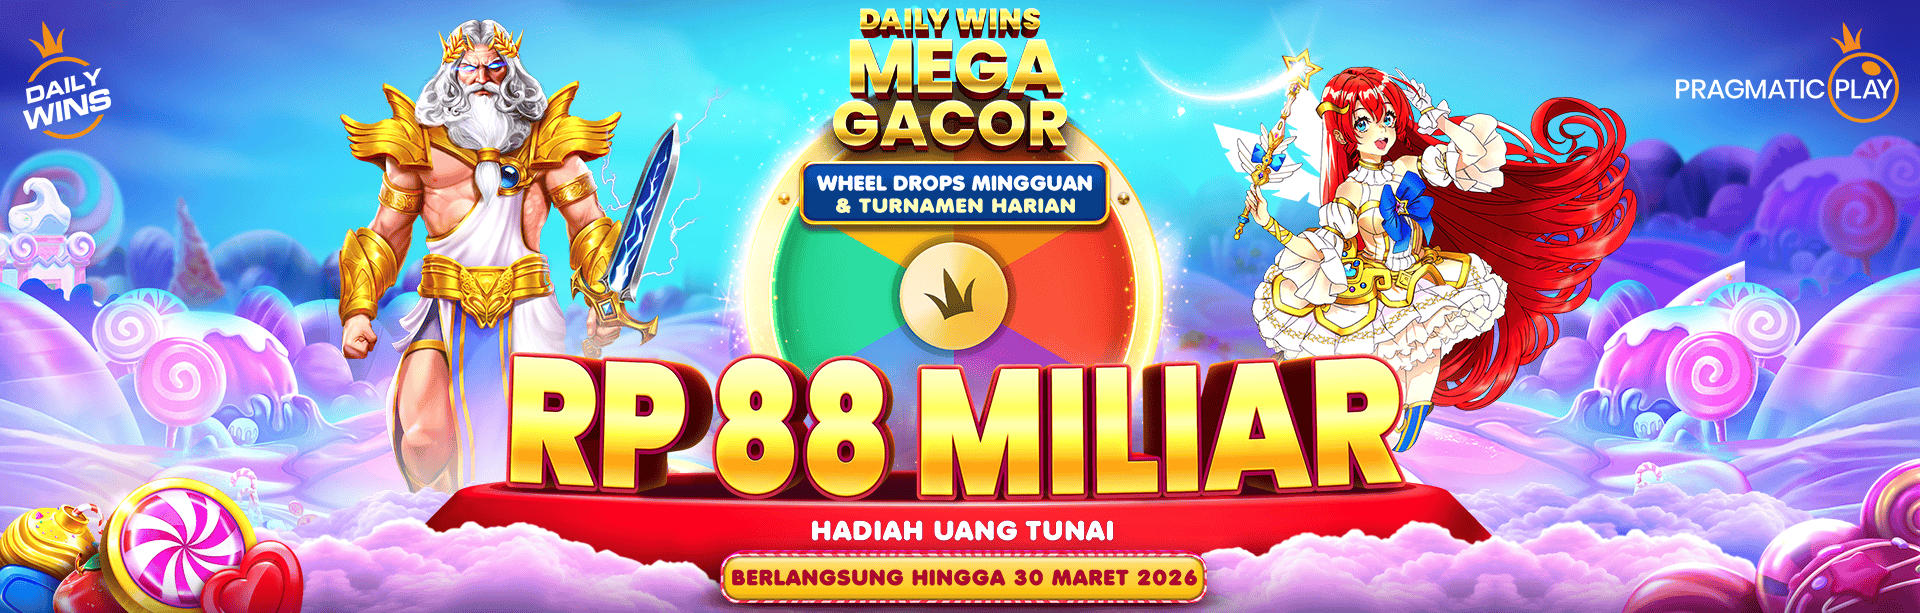 DAILY
WINS
DAILY WINS
MEGA
GACOR
WHEEL DROPS MINGGUAN
& TURNAMEN HARIAN
PRAGMATIC PLAY
RP 88 MILIAR
HADIAH UANG TUNAI
BERLANGSUNG HINGGA 30 MARET 2026